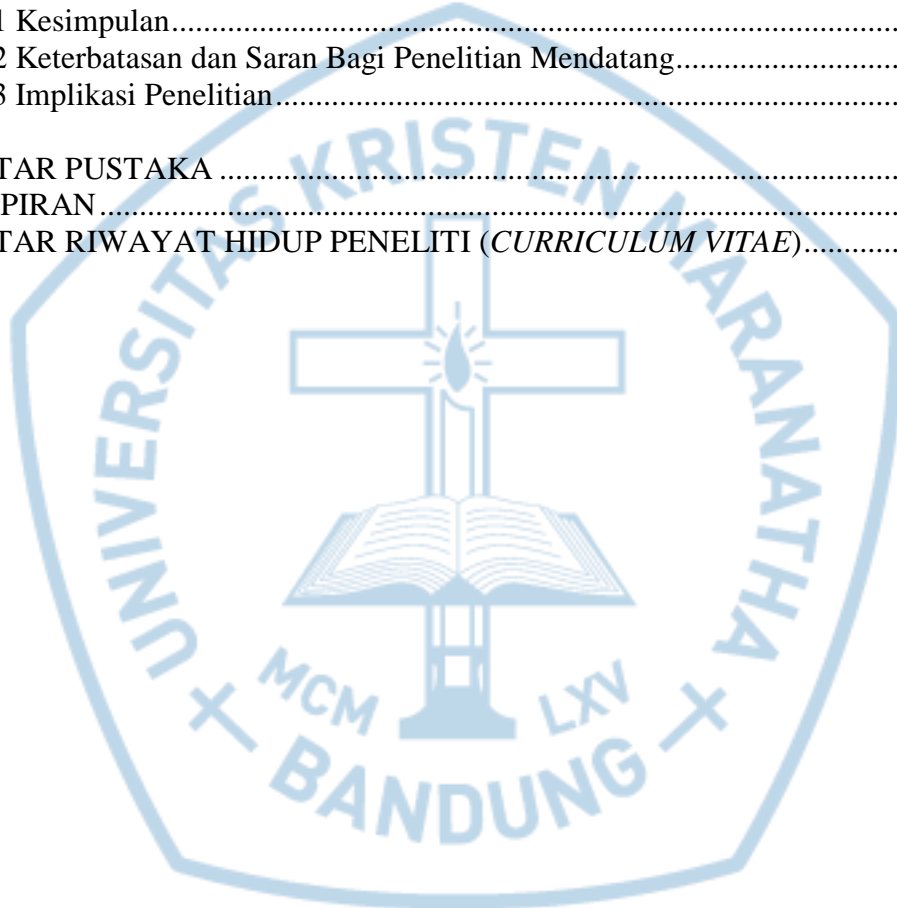 1 Kesimpulan
2 Keterbatasan dan Saran Bagi Penelitian Mendatang
3 Implikasi Penelitian
TAR PUSTAKA
PIRAN
TAR RIWAYAT HIDUP PENELITI (CURRICULUM VITAE)
UNIVERSITAS KRISTEN MARANATHA
MCM LXV
BANDUNG